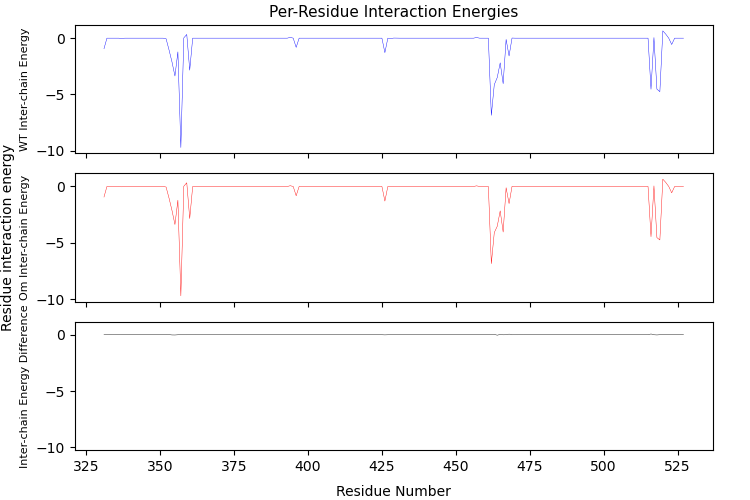 Per-Residue Interaction Energies
Residue interaction energy
WT Inter-chain Energy
0
−5
−10
Om Inter-chain Energy
0
−5
−10
Inter-chain Energy Difference
0
−5
−10
325 350 375 400 425 450 475 500 525
Residue Number